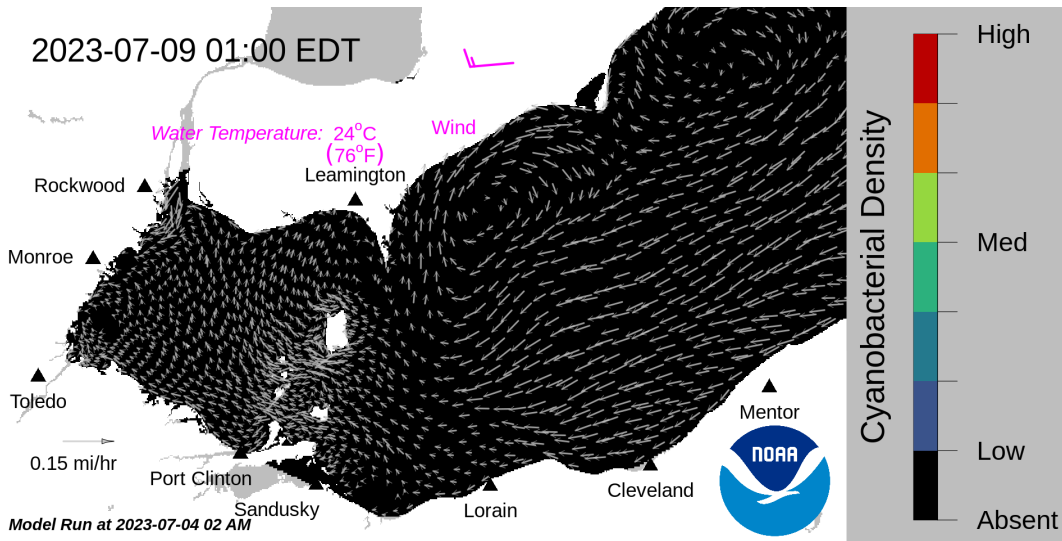 2023-07-09 01:00 EDT
Wind
Water Temperature: 24°C
(76°F)
Leamington
Rockwood
Monroe
Toledo
0.15 mi/hr
Port Clinton
Sandusky
Lorain
Cleveland
Mentor
NOAA
Model Run at 2023-07-04 02 AM
Cyanobacterial Density
High
Med
Low
Absent